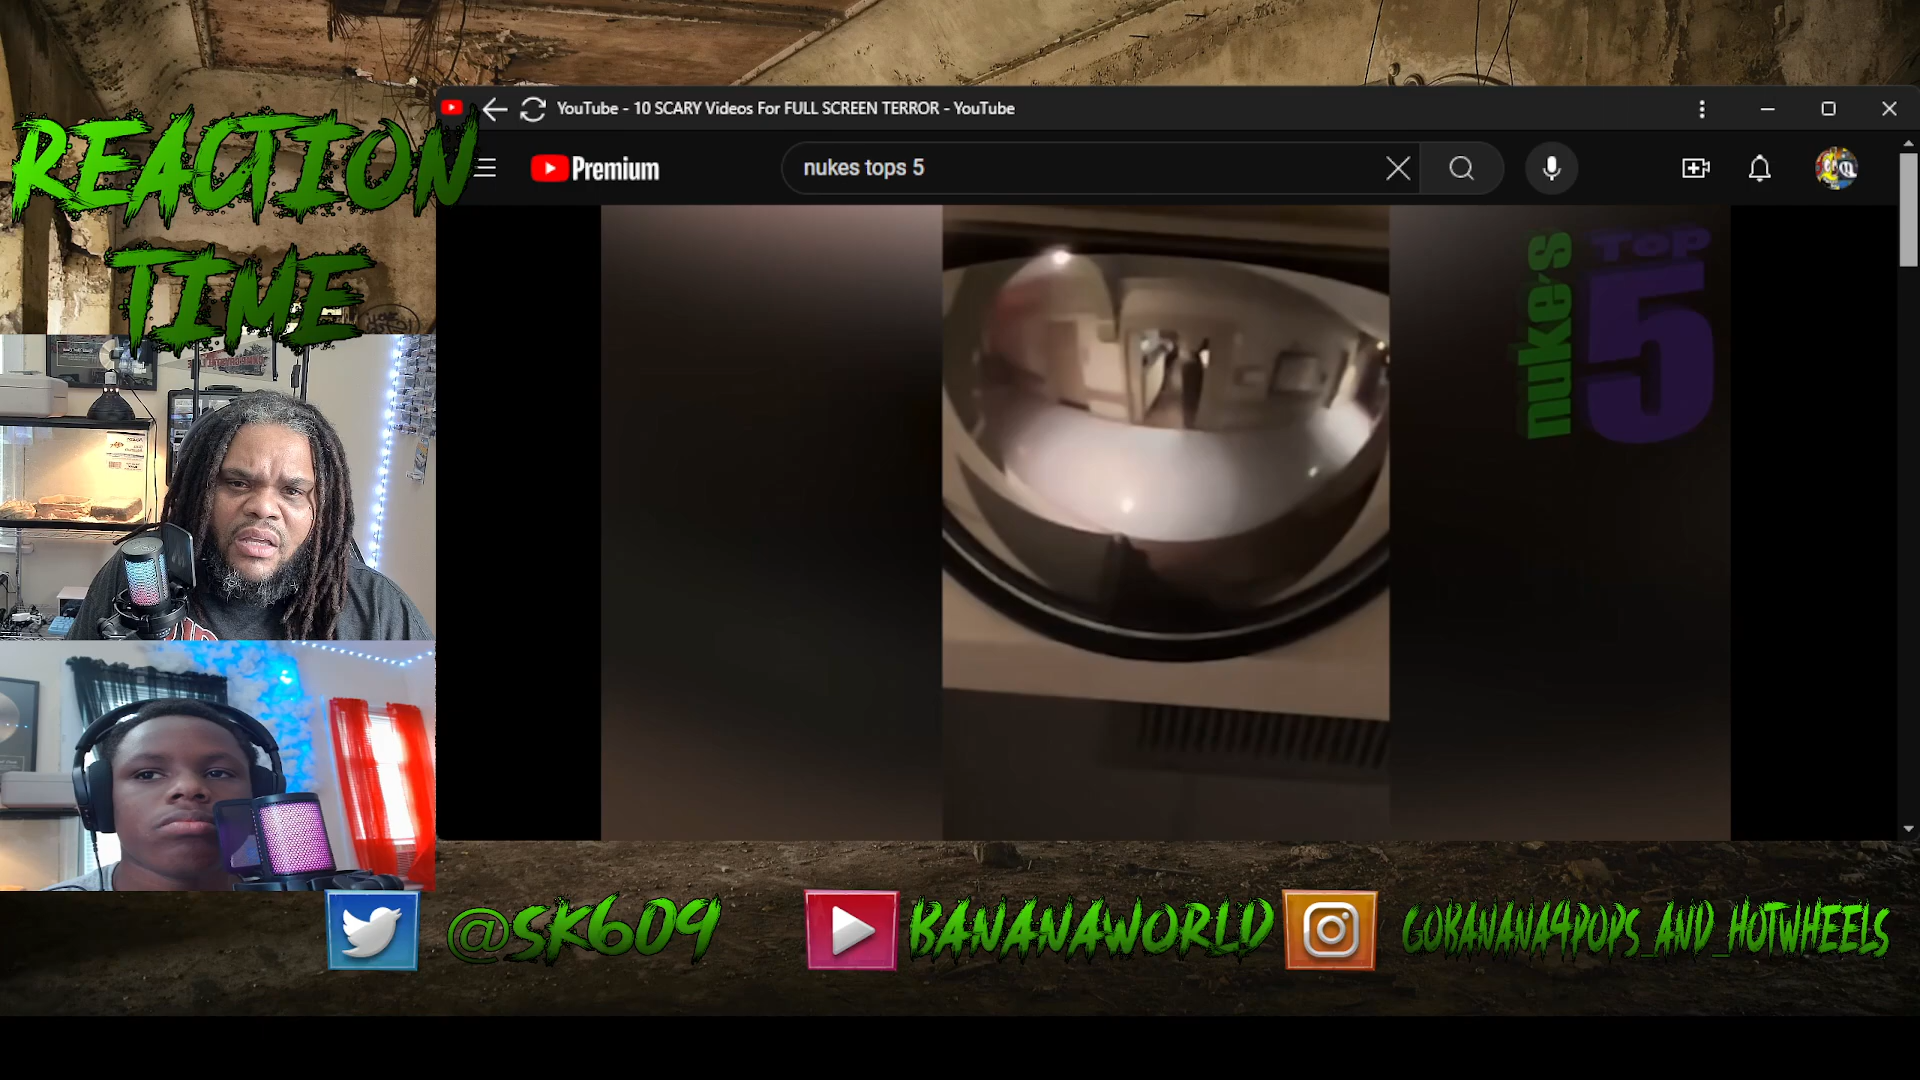 YouTube - 10 SCARY Videos For FULL SCREEN TERROR - YouTube
REACTION
TIME
Premium
nukes tops 5
nuke's
TOP
5
@SK609
BANANAWORLD
GOBANANA4POPS_AND_HOTWHEELS